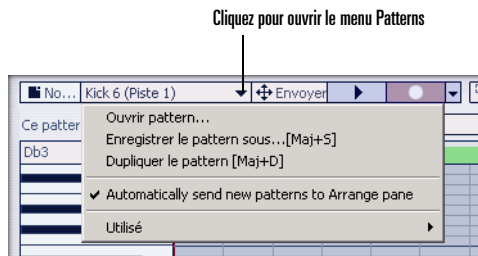 Cliquez pour ouvrir le menu Patterns
No... Kick 6 (Piste 1) Envoyer
Ce patter
Db3
Ouvrir pattern...
Enregistrer le pattern sous...[Maj+S]
Dupliquer le pattern [Maj+D]
Automatically send new patterns to Arrange pane
Utilisé